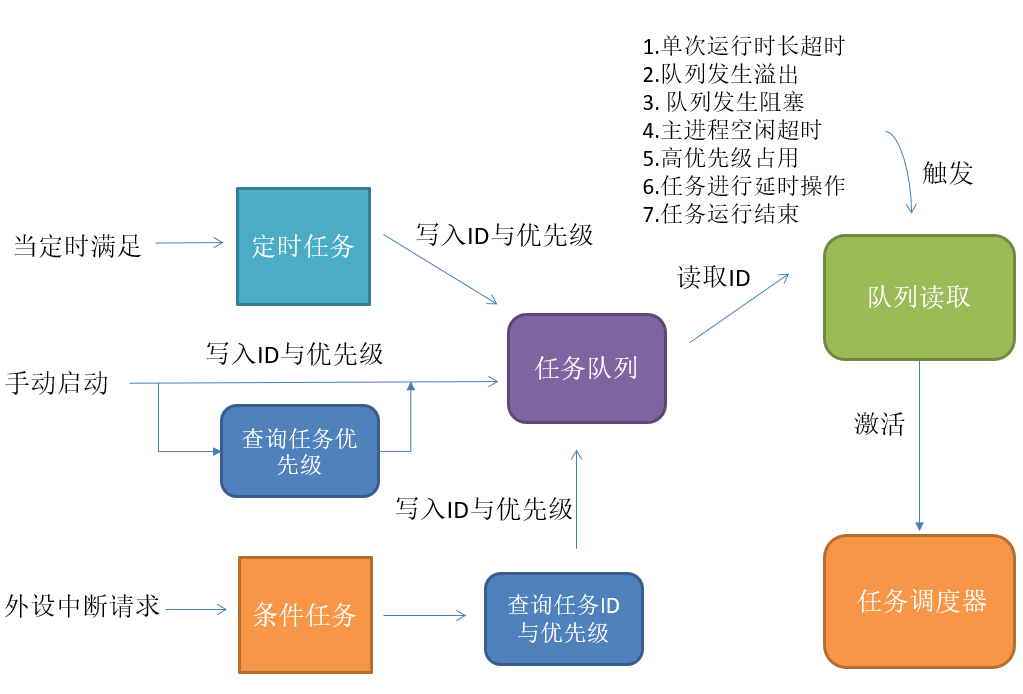 1.单次运行时长超时
2.队列发生溢出
3. 队列发生阻塞
4.主进程空闲超时
5.高优先级占用
6.任务进行延时操作
7.任务运行结束
触发
当定时满足
定时任务
写入ID与优先级
读取ID
队列读取
手动启动
写入ID与优先级
任务队列
查询任务优
先级
激活
写入ID与优先级
外设中断请求
条件任务
查询任务ID
与优先级
任务调度器